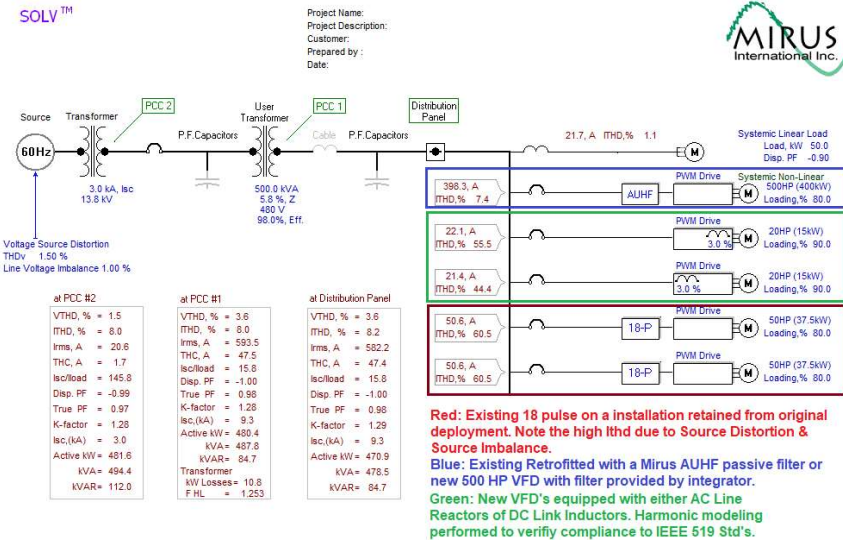 SOLV TM
Project Name:
Project Description:
Customer:
Prepared by :
Date:
MIRUS
International Inc.
Source
Transformer
PCC 2
P.F.Capacitors
User
Transformer
PCC 1
Cable
P.F.Capacitors
Distribution
Panel
60Hz
3.0 kA, Isc
13.8 kV
500.0 kVA
5.8 %, Z
480 V
98.0%, Eff.
Voltage Source Distortion
THDv 1.50 %
Line Voltage Imbalance 1.00 %
21.7, A ITHD,% 1.1
M
Systemic Linear Load
Load, kW 50.0
Disp. PF -0.90
398.3, A
ITHD,% 7.4
AUHF
PWM Drive
M
Systemic Non-Linear
500HP (400kW)
Loading,% 80.0
22.1, A
ITHD,% 55.5
PWM Drive
3.0 %
M
20HP (15kW)
Loading,% 90.0
21.4, A
ITHD,% 44.4
PWM Drive
3.0 %
M
20HP (15kW)
Loading,% 90.0
50.6, A
ITHD,% 60.5
18-P
PWM Drive
M
50HP (37.5kW)
Loading,% 80.0
50.6, A
ITHD,% 60.5
18-P
PWM Drive
M
50HP (37.5kW)
Loading,% 80.0
at PCC #2
VTHD, % = 1.5
ITHD, % = 8.0
Irms, A = 20.6
THC, A = 1.7
Isc/Iload = 145.8
Disp. PF = -0.99
True PF = 0.97
K-factor = 1.28
Isc,(kA) = 3.0
Active kW= 481.6
kVA= 494.4
kVAR= 112.0
at PCC #1
VTHD, % = 3.6
ITHD, % = 8.0
Irms, A = 593.5
THC, A = 47.5
Isc/Iload = 15.8
Disp. PF = -1.00
True PF = 0.98
K-factor = 1.28
Isc,(kA) = 9.3
Active kW= 480.4
kVA= 487.8
kVAR= 84.7
Transformer
kW Losses= 10.8
F HL = 1.253
at Distribution Panel
VTHD, % = 3.6
ITHD, % = 8.2
Irms, A = 582.2
THC, A = 47.4
Isc/Iload = 15.8
Disp. PF = -1.00
True PF = 0.98
K-factor = 1.29
Isc,(kA) = 9.3
Active kW= 470.9
kVA= 478.5
kVAR= 84.7
Red: Existing 18 pulse on a installation retained from original
deployment. Note the high Ithd due to Source Distortion &
Source Imbalance.
Blue: Existing Retrofitted with a Mirus AUHF passive filter or
new 500 HP VFD with filter provided by integrator.
Green: New VFD's equipped with either AC Line
Reactors of DC Link Inductors. Harmonic modeling
performed to verifiy compliance to IEEE 519 Std's.